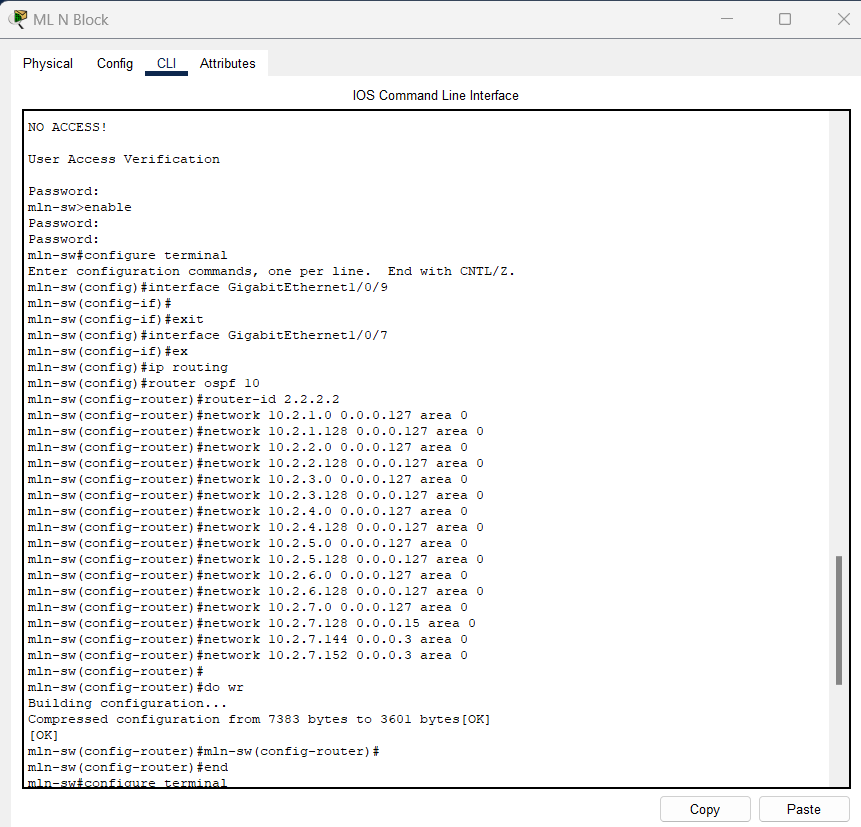 ML N Block
Physical Config CLI Attributes
IOS Command Line Interface
NO ACCESS!
User Access Verification
Password:
mln-sw>enable
Password:
Password:
mln-sw#configure terminal
Enter configuration commands, one per line.  End with CNTL/Z.
mln-sw(config)#interface GigabitEthernet1/0/9
mln-sw(config-if)#
mln-sw(config-if)#exit
mln-sw(config)#interface GigabitEthernet1/0/7
mln-sw(config-if)#ex
mln-sw(config)#ip routing
mln-sw(config)#router ospf 10
mln-sw(config-router)#router-id 2.2.2.2
mln-sw(config-router)#network 10.2.1.0 0.0.0.127 area 0
mln-sw(config-router)#network 10.2.1.128 0.0.0.127 area 0
mln-sw(config-router)#network 10.2.2.0 0.0.0.127 area 0
mln-sw(config-router)#network 10.2.2.128 0.0.0.127 area 0
mln-sw(config-router)#network 10.2.3.0 0.0.0.127 area 0
mln-sw(config-router)#network 10.2.3.128 0.0.0.127 area 0
mln-sw(config-router)#network 10.2.4.0 0.0.0.127 area 0
mln-sw(config-router)#network 10.2.4.128 0.0.0.127 area 0
mln-sw(config-router)#network 10.2.5.0 0.0.0.127 area 0
mln-sw(config-router)#network 10.2.5.128 0.0.0.127 area 0
mln-sw(config-router)#network 10.2.6.0 0.0.0.127 area 0
mln-sw(config-router)#network 10.2.6.128 0.0.0.127 area 0
mln-sw(config-router)#network 10.2.7.0 0.0.0.127 area 0
mln-sw(config-router)#network 10.2.7.128 0.0.0.15 area 0
mln-sw(config-router)#network 10.2.7.144 0.0.0.3 area 0
mln-sw(config-router)#network 10.2.7.152 0.0.0.3 area 0
mln-sw(config-router)#
mln-sw(config-router)#do wr
Building configuration...
Compressed configuration from 7383 bytes to 3601 bytes[OK]
[OK]
mln-sw(config-router)#mln-sw(config-router)#
mln-sw(config-router)#end
mln-sw#configure terminal
Copy Paste